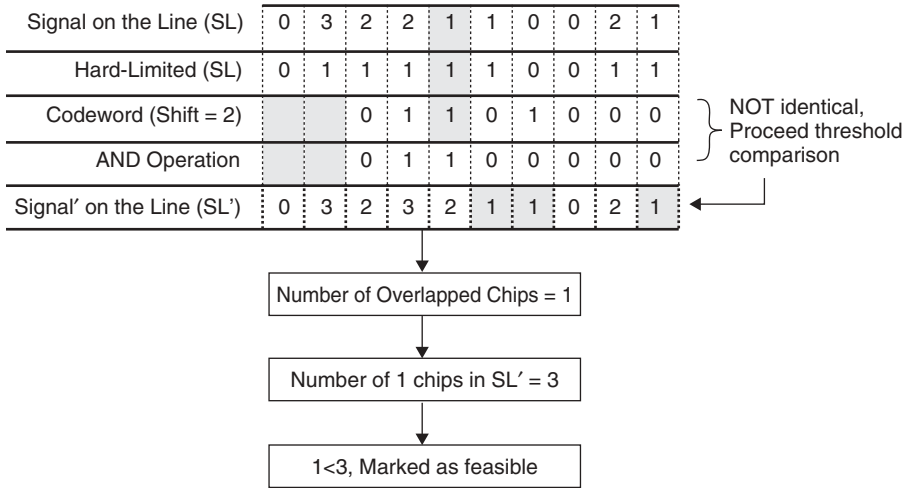 Signal on the Line (SL) 0 3 2 2 1 1 0 0 2 1
Hard-Limited (SL) 0 1 1 1 1 1 0 0 1 1
Codeword (Shift = 2) 0 1 1 0 1 0 0 0
AND Operation 0 1 1 0 0 0 0 0
NOT identical,
Proceed threshold
comparison
Signal′ on the Line (SL') 0 3 2 3 2 1 1 0 2 1
Number of Overlapped Chips = 1
Number of 1 chips in SL′ = 3
1<3, Marked as feasible